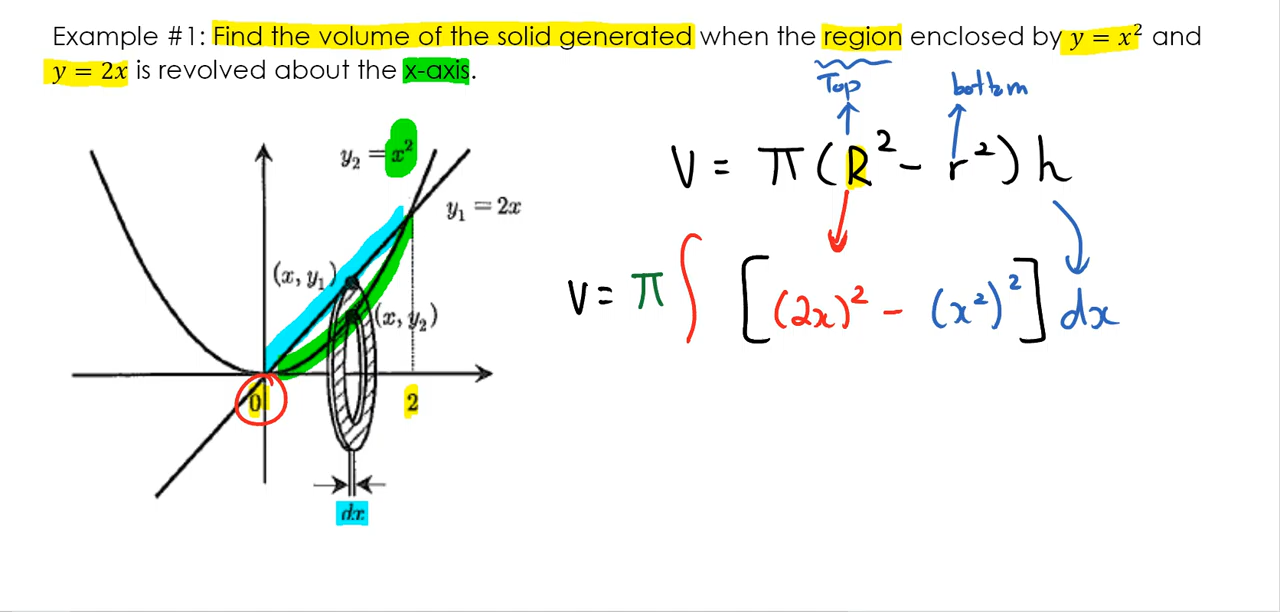 Example #1: Find the volume of the solid generated when the region enclosed by y = x² and
y = 2x is revolved about the x-axis.
Top
bottom
y₂ = x²
V = π(R² - r²)h
y₁ = 2x
(x, y₁)
V = π∫[(2x)² - (x²)²]dx
(x, y₂)
0
2
dx